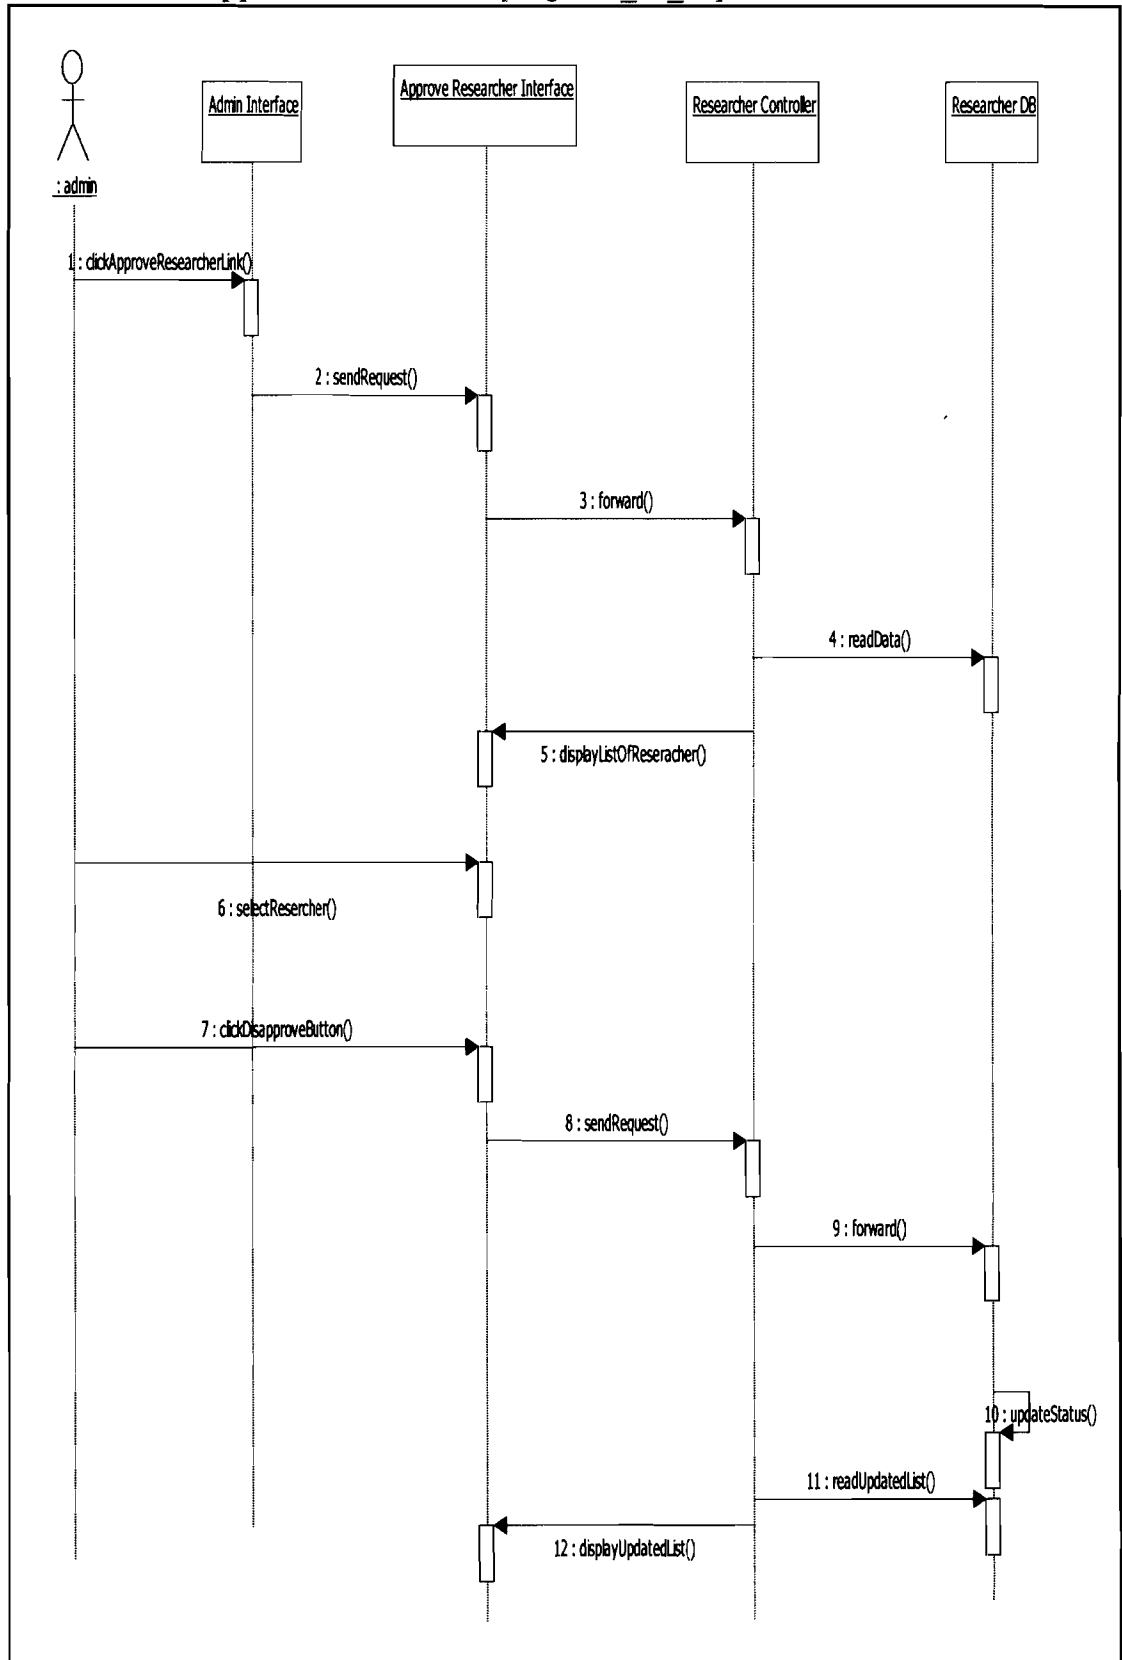 Admin Interface
Approve Researcher Interface
Researcher Controller
Researcher DB
: admin
1 : clickApproveResearcherLink()
2 : sendRequest()
3 : forward()
4 : readData()
5 : displayListOfReseracher()
6 : selectResercher()
7 : clickDisapproveButton()
8 : sendRequest()
9 : forward()
10 : updateStatus()
11 : readUpdatedList()
12 : displayUpdatedList()